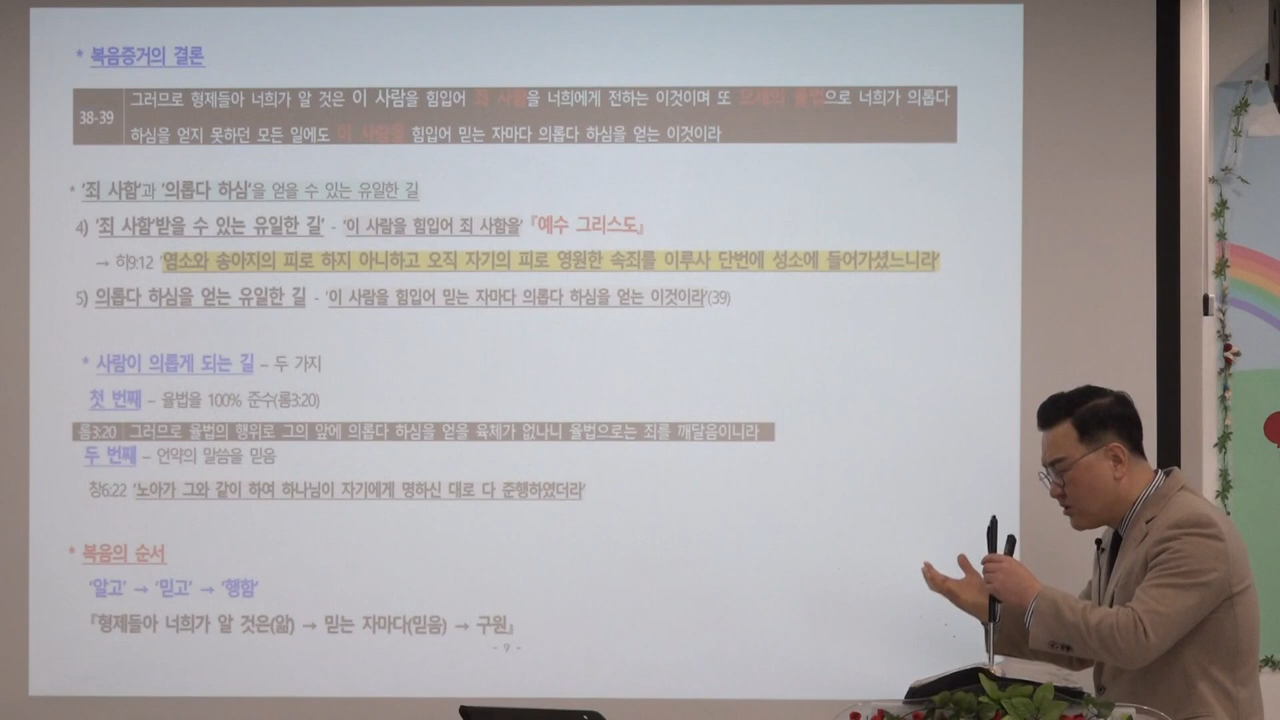 * 복음증거의 결론
38-39
그러므로 형제들아 너희가 알 것은 이 사람을 힘입어 죄 사함을 너희에게 전하는 이것이며 또 모세의 율법으로 너희가 의롭다
하심을 얻지 못하던 모든 일에도 이 사람을 힘입어 믿는 자마다 의롭다 하심을 얻는 이것이라
* '죄 사함'과 '의롭다 하심'을 얻을 수 있는 유일한 길
4) '죄 사함'받을 수 있는 유일한 길' - '이 사람을 힘입어 죄 사함을' 『예수 그리스도』
→ 히9:12 '염소와 송아지의 피로 하지 아니하고 오직 자기의 피로 영원한 속죄를 이루사 단번에 성소에 들어가셨느니라'
5) 의롭다 하심을 얻는 유일한 길 - '이 사람을 힘입어 믿는 자마다 의롭다 하심을 얻는 이것이라'(39)
* 사람이 의롭게 되는 길 – 두 가지
첫 번째 – 율법을 100% 준수(롬3:20)
롬3:20 그러므로 율법의 행위로 그의 앞에 의롭다 하심을 얻을 육체가 없나니 율법으로는 죄를 깨달음이니라
두 번째 – 언약의 말씀을 믿음
창6:22 '노아가 그와 같이 하여 하나님이 자기에게 명하신 대로 다 준행하였더라'
* 복음의 순서
'알고' → '믿고' → '행함'
『형제들아 너희가 알 것은(앎) → 믿는 자마다(믿음) → 구원』
- 9 -